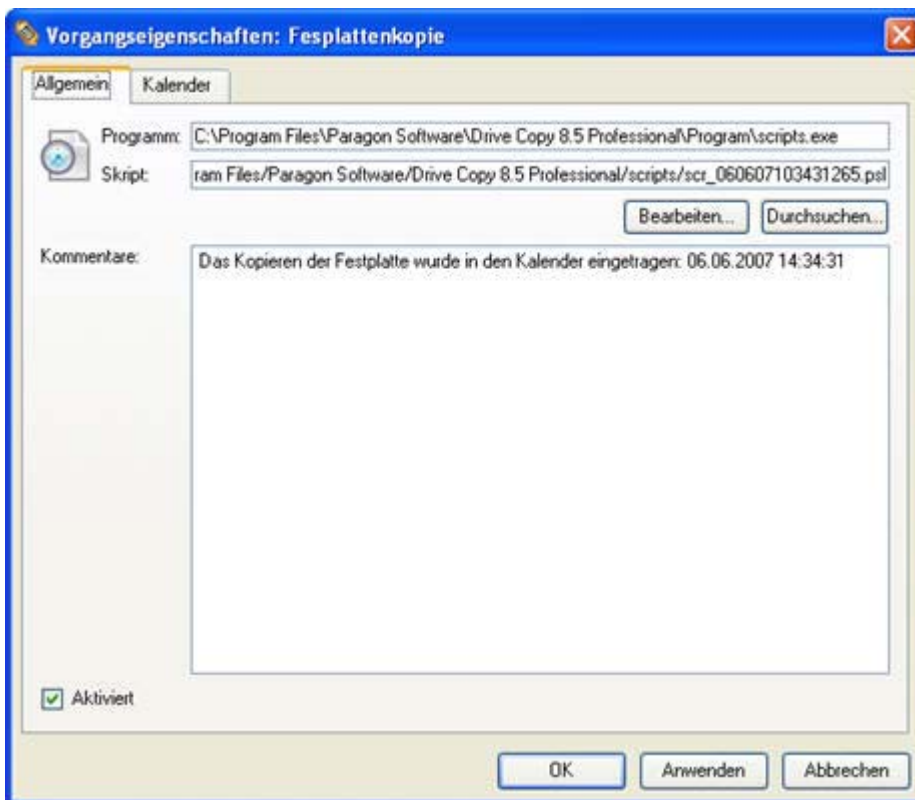 Vorgangseigenschaften: Fesplattenkopie
Allgemein Kalender
Programm: C:\Program Files\Paragon Software\Drive Copy 8.5 Professional\Program\scripts.exe
Skript: ram Files/Paragon Software/Drive Copy 8.5 Professional/scripts/scr_060607103431265.psl
Bearbeiten... Durchsuchen...
Kommentare: Das Kopieren der Festplatte wurde in den Kalender eingetragen: 06.06.2007 14:34:31
Aktiviert
OK Anwenden Abbrechen